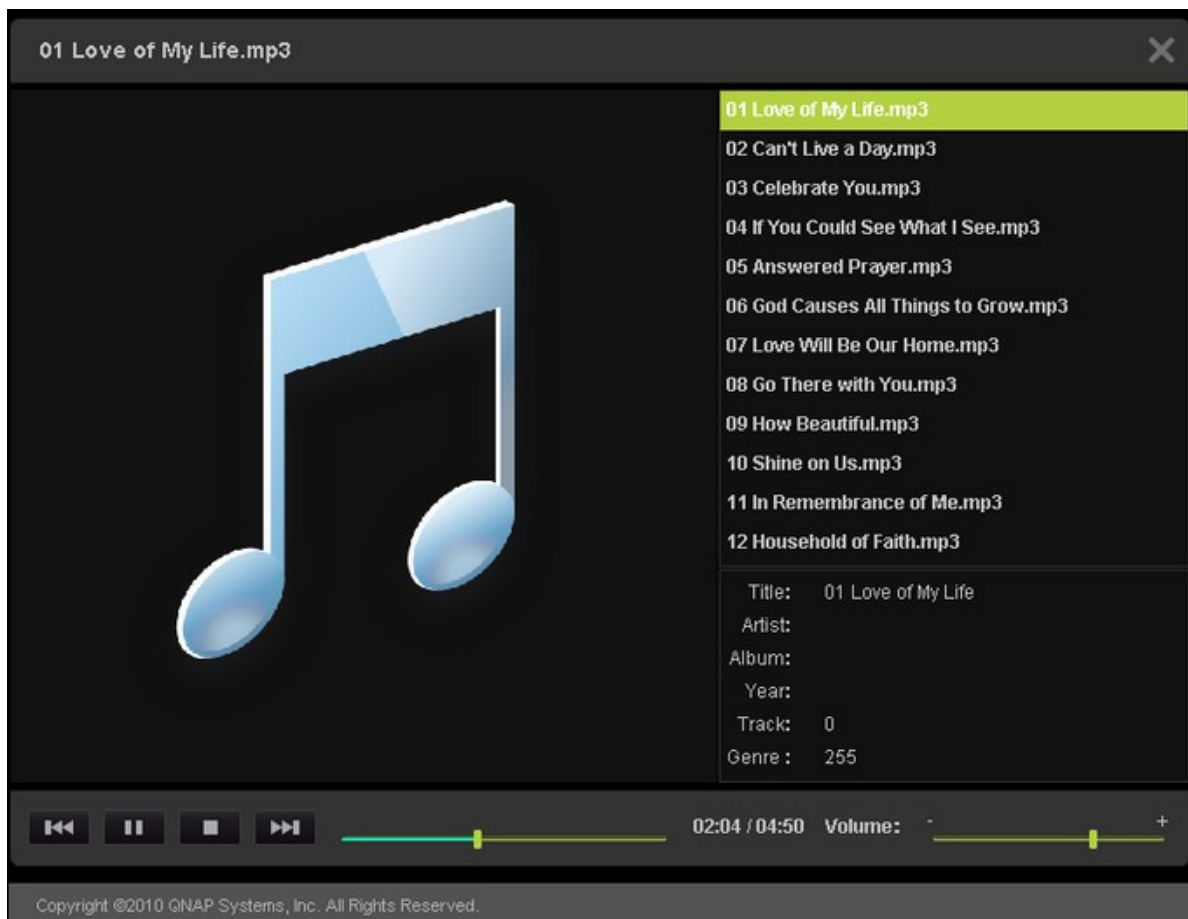 01 Love of My Life.mp3
01 Love of My Life.mp3
02 Can't Live a Day.mp3
03 Celebrate You.mp3
04 If You Could See What I See.mp3
05 Answered Prayer.mp3
06 God Causes All Things to Grow.mp3
07 Love Will Be Our Home.mp3
08 Go There with You.mp3
09 How Beautiful.mp3
10 Shine on Us.mp3
11 In Remembrance of Me.mp3
12 Household of Faith.mp3
Title: 01 Love of My Life
Artist:
Album:
Year:
Track: 0
Genre : 255
02:04 / 04:50 Volume: - +
Copyright ©2010 QNAP Systems, Inc. All Rights Reserved.